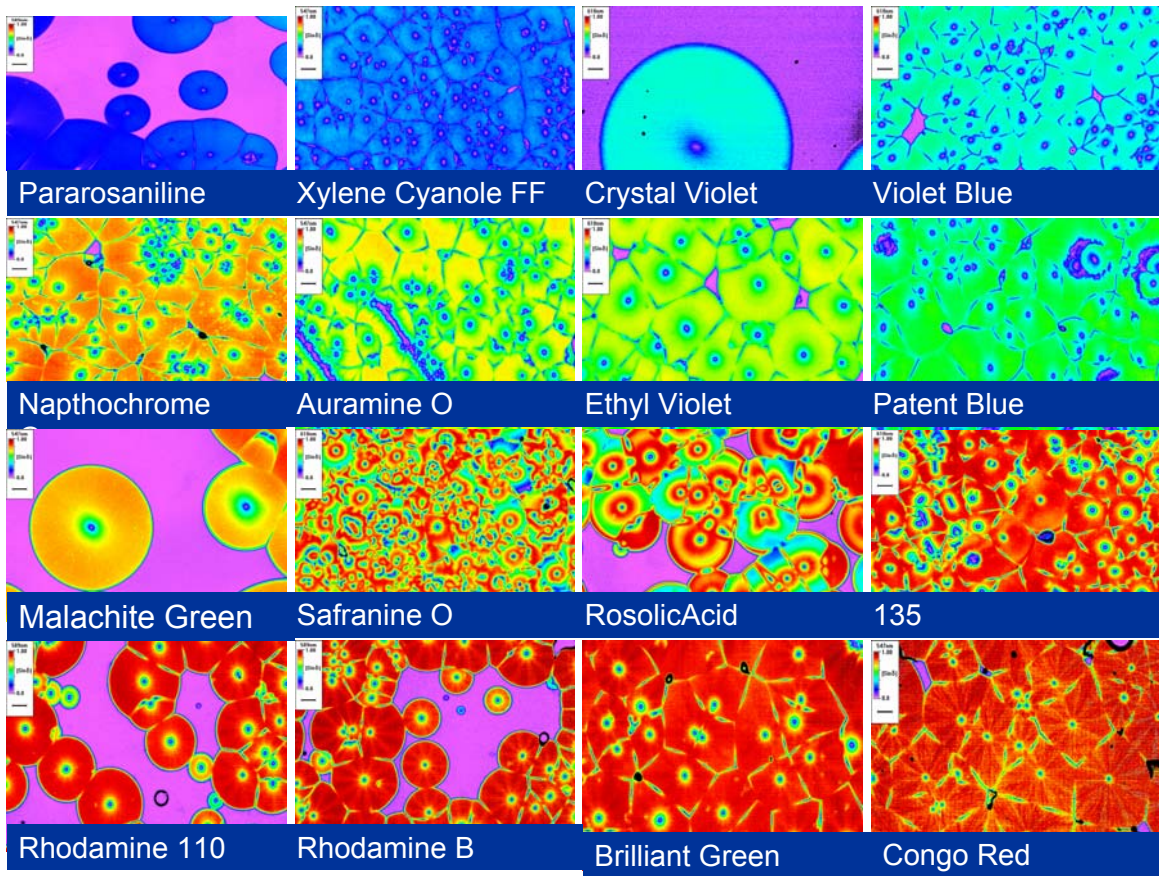 Pararosaniline
Xylene Cyanole FF
Crystal Violet
Violet Blue
Napthochrome
Auramine O
Ethyl Violet
Patent Blue
Malachite Green
Safranine O
RosolicAcid
135
Rhodamine 110
Rhodamine B
Brilliant Green
Congo Red